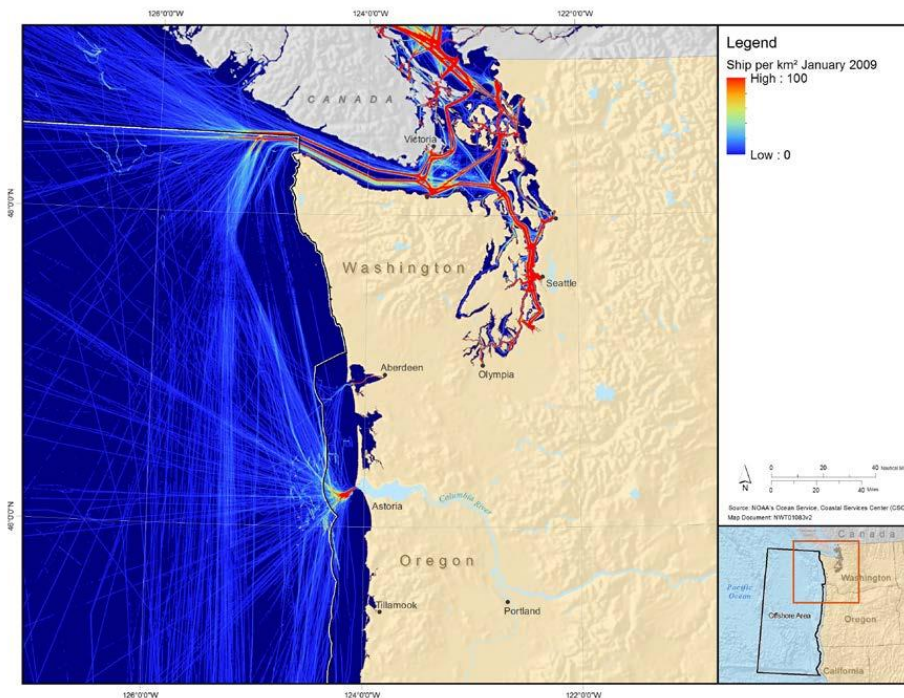 126°0'0"W
124°0'0"W
122°0'0"W
CANADA
Victoria
Washington
Seattle
Aberdeen
Olympia
Columbia River
Astoria
Oregon
Tillamook
Portland
46°0'0"N
126°0'0"W
124°0'0"W
122°0'0"W
Legend
Ship per km² January 2009
High : 100
Low : 0
N
0 20 40
0 20 40 Miles
Source: NOAA's Ocean Service, Coastal Services Center (CSC
Map Document: NWT01083v2
Canada
Pacific
Ocean
Washington
Offshore Area
Oregon
California